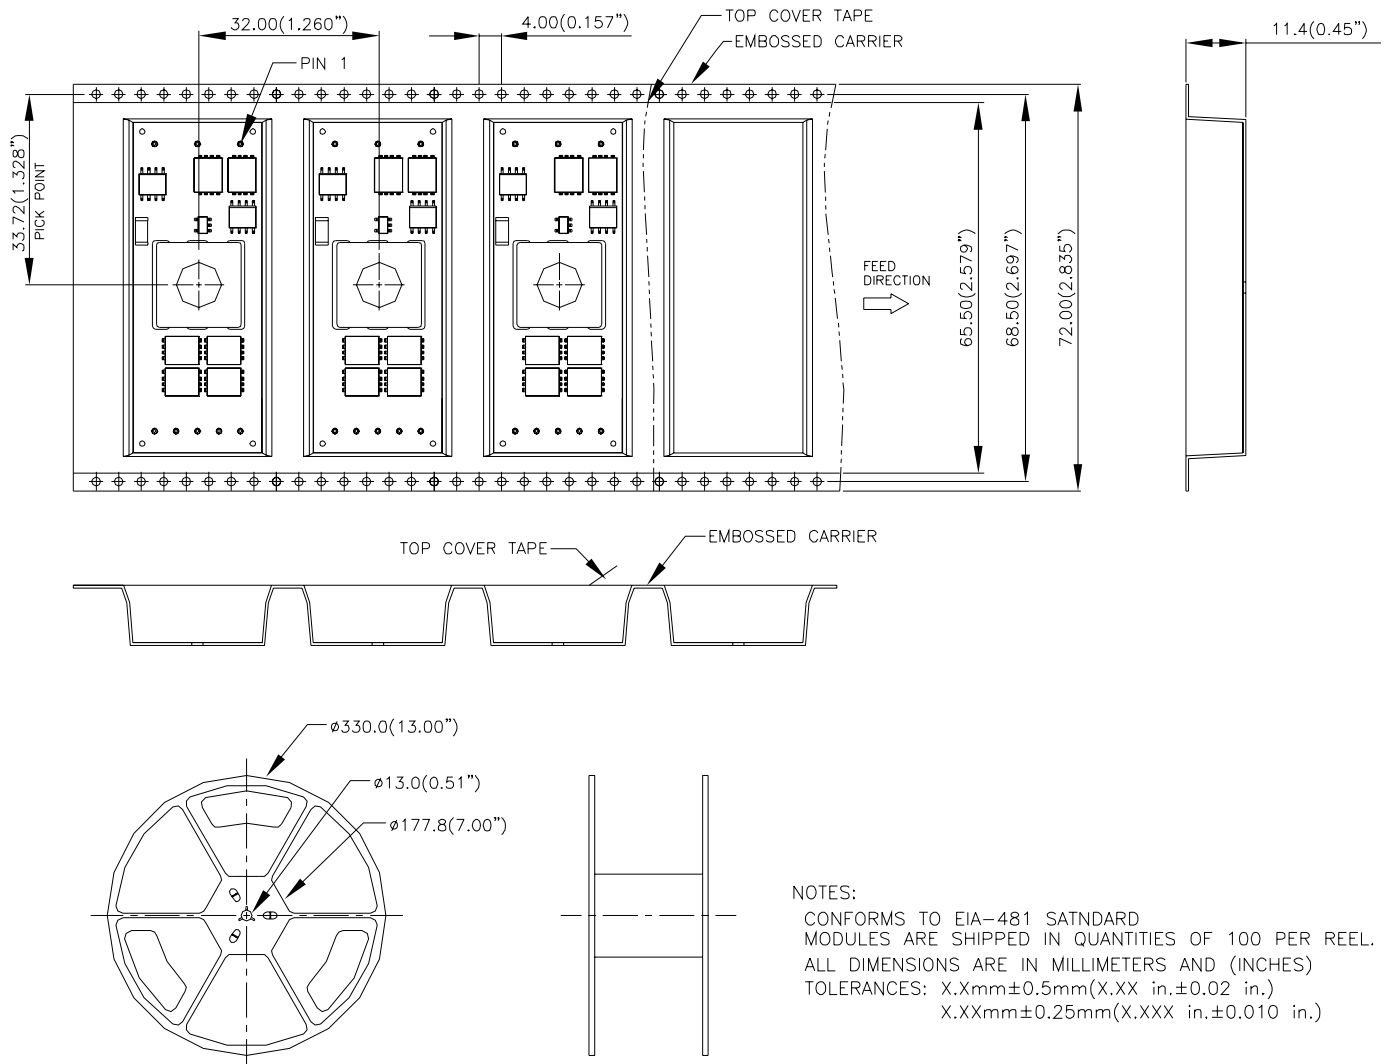 32.00(1.260”)
4.00(0.157”)
TOP COVER TAPE
EMBOSSED CARRIER
11.4(0.45”)
PIN 1
33.72(1.328”)
PICK POINT
FEED
DIRECTION
65.50(2.579”)
68.50(2.697”)
72.00(2.835”)
TOP COVER TAPE
EMBOSSED CARRIER
ø330.0(13.00”)
ø13.0(0.51”)
ø177.8(7.00”)
NOTES:
CONFORMS TO EIA-481 SATNDARD
MODULES ARE SHIPPED IN QUANTITIES OF 100 PER REEL.
ALL DIMENSIONS ARE IN MILLIMETERS AND (INCHES)
TOLERANCES: X.Xmm±0.5mm(X.XX in.±0.02 in.)
X.XXmm±0.25mm(X.XXX in.±0.010 in.)